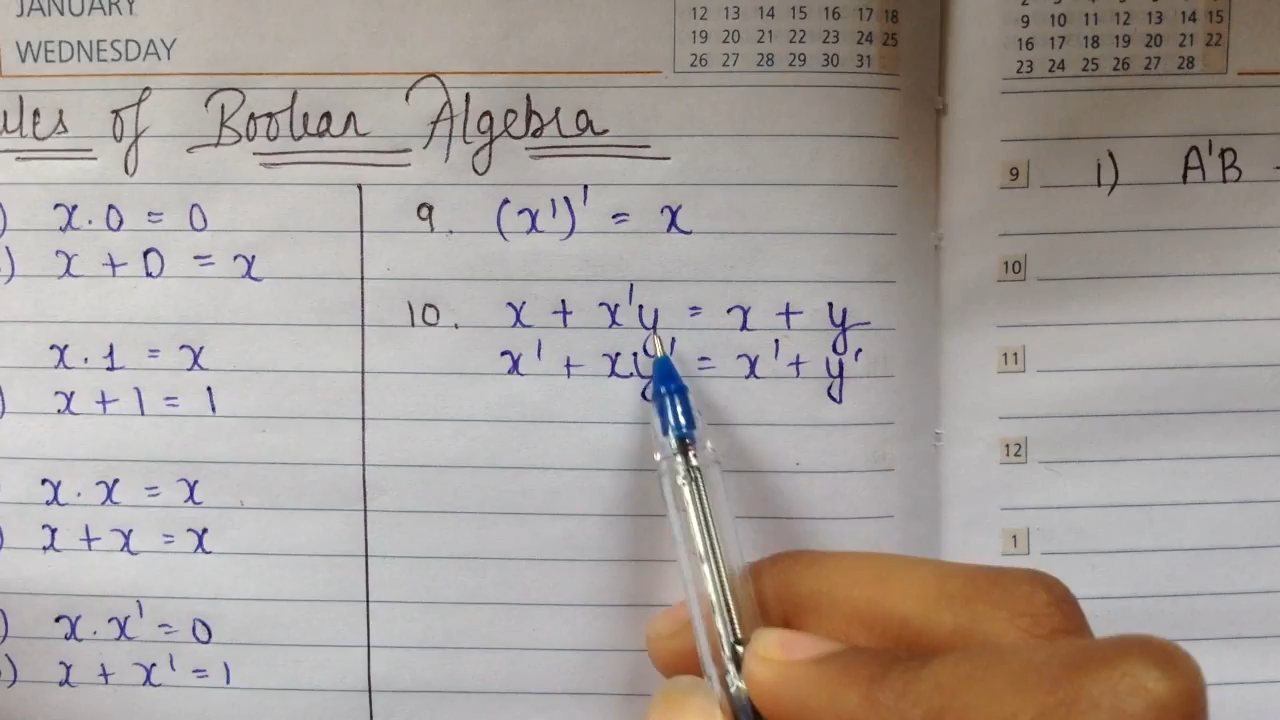 JANUARY
WEDNESDAY
12 13 14 15 16 17 18
19 20 21 22 23 24 25
26 27 28 29 30 31
9 10 11 12 13 14 15
16 17 18 19 20 21 22
23 24 25 26 27 28
ules of Boolean Algebra
) x·0 = 0
) x + 0 = x
x·1 = x
) x + 1 = 1
x·x = x
) x + x = x
) x·x' = 0
) x + x' = 1
9. (x')' = x
10. x + x'y = x + y
x' + xy' = x' + y'
9 i) A'B
10
11
12
1